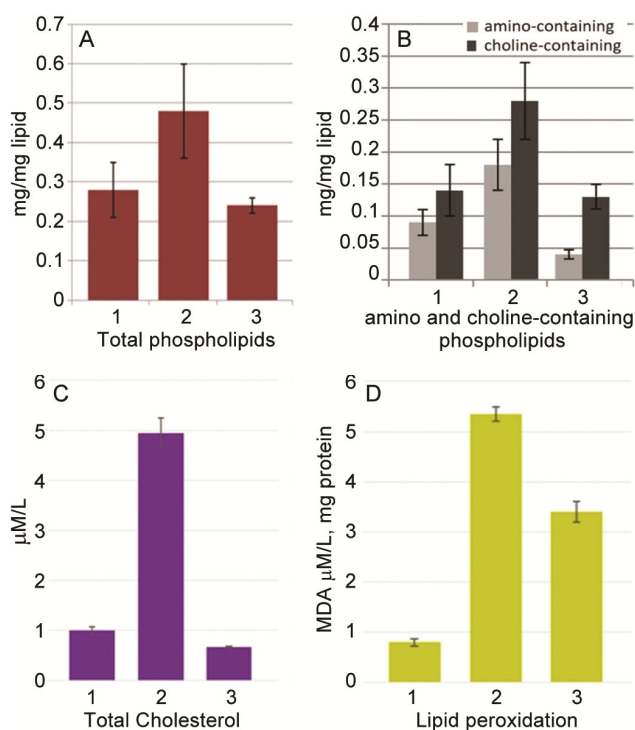 A
0.7
0.6
0.5
0.4
0.3
0.2
0.1
0
mg/mg lipid
1 2 3
Total phospholipids
B
amino-containing
choline-containing
0.4
0.35
0.3
0.25
0.2
0.15
0.1
0.05
0
mg/mg lipid
1 2 3
amino and choline-containing
phospholipids
C
6
5
4
3
2
1
0
μM/L
1 2 3
Total Cholesterol
D
6
5
4
3
2
1
0
MDA μM/L, mg protein
1 2 3
Lipid peroxidation